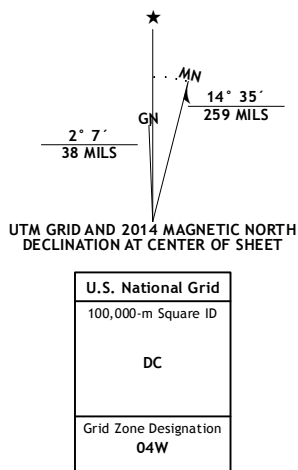 ★
MN
GN
14° 35´
259 MILS
2° 7´
38 MILS
UTM GRID AND 2014 MAGNETIC NORTH
DECLINATION AT CENTER OF SHEET
U.S. National Grid
100,000-m Square ID
DC
Grid Zone Designation
04W